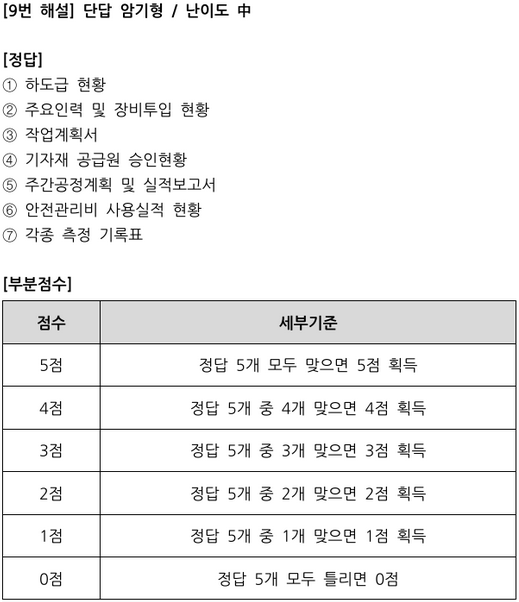 [9번 해설] 단답 암기형 / 난이도 中
[정답]
① 하도급 현황
② 주요인력 및 장비투입 현황
③ 작업계획서
④ 기자재 공급원 승인현황
⑤ 주간공정계획 및 실적보고서
⑥ 안전관리비 사용실적 현황
⑦ 각종 측정 기록표
[부분점수]
점수 세부기준
5점 정답 5개 모두 맞으면 5점 획득
4점 정답 5개 중 4개 맞으면 4점 획득
3점 정답 5개 중 3개 맞으면 3점 획득
2점 정답 5개 중 2개 맞으면 2점 획득
1점 정답 5개 중 1개 맞으면 1점 획득
0점 정답 5개 모두 틀리면 0점